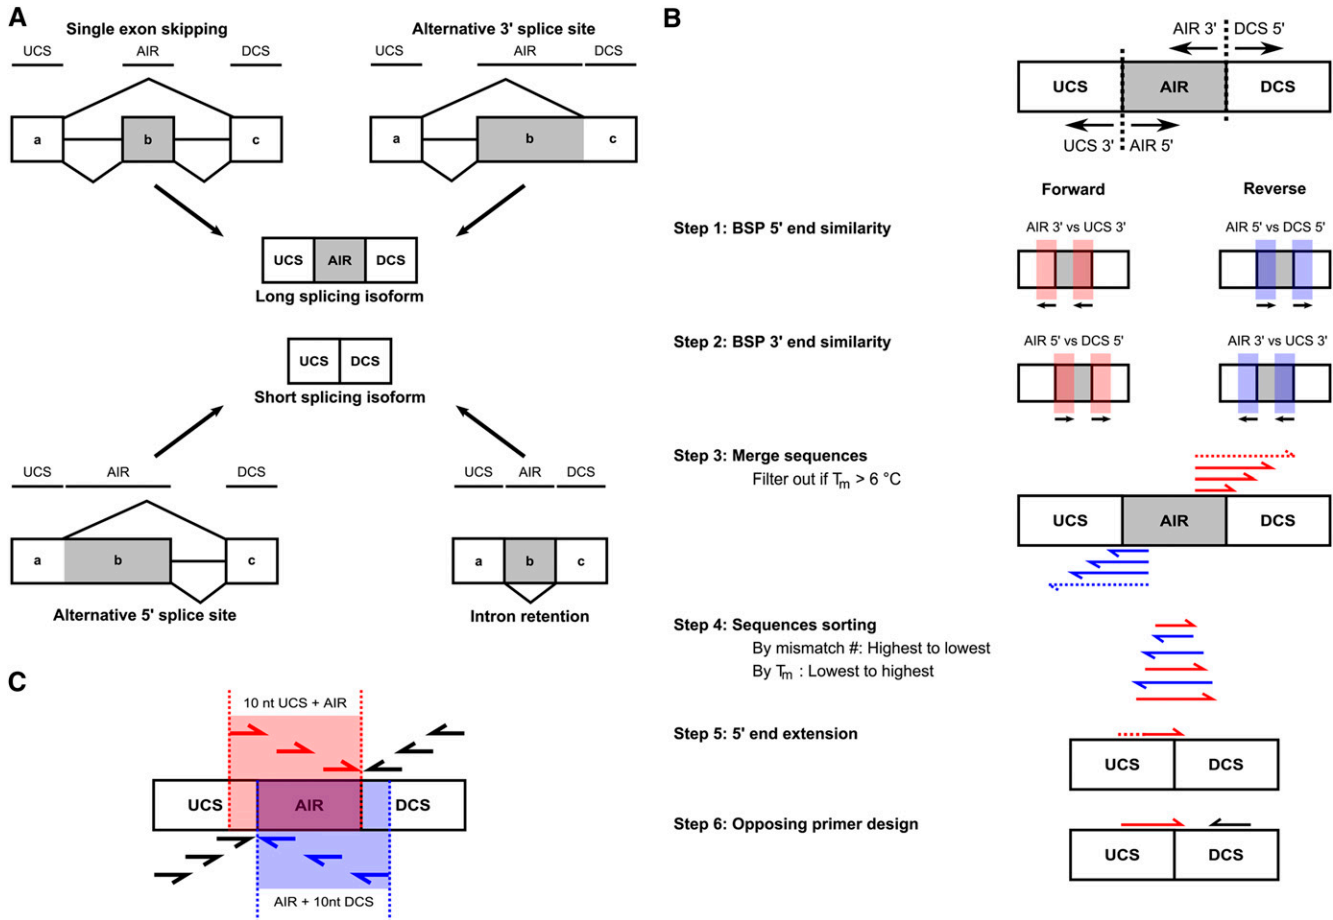 A
Single exon skipping
UCS AIR DCS
a b c
Alternative 3' splice site
UCS AIR DCS
a b c
UCS AIR DCS
Long splicing isoform
UCS DCS
Short splicing isoform
UCS AIR DCS
a b c
Alternative 5' splice site
UCS AIR DCS
a b c
Intron retention
B
AIR 3' DCS 5'
UCS AIR DCS
UCS 3' AIR 5'
Forward Reverse
Step 1: BSP 5' end similarity
AIR 3' vs UCS 3' AIR 5' vs DCS 5'
Step 2: BSP 3' end similarity
AIR 5' vs DCS 5' AIR 3' vs UCS 3'
Step 3: Merge sequences
Filter out if Tm > 6 °C
UCS AIR DCS
Step 4: Sequences sorting
By mismatch #: Highest to lowest
By Tm : Lowest to highest
Step 5: 5' end extension
UCS DCS
Step 6: Opposing primer design
UCS DCS
C
10 nt UCS + AIR
UCS AIR DCS
AIR + 10nt DCS